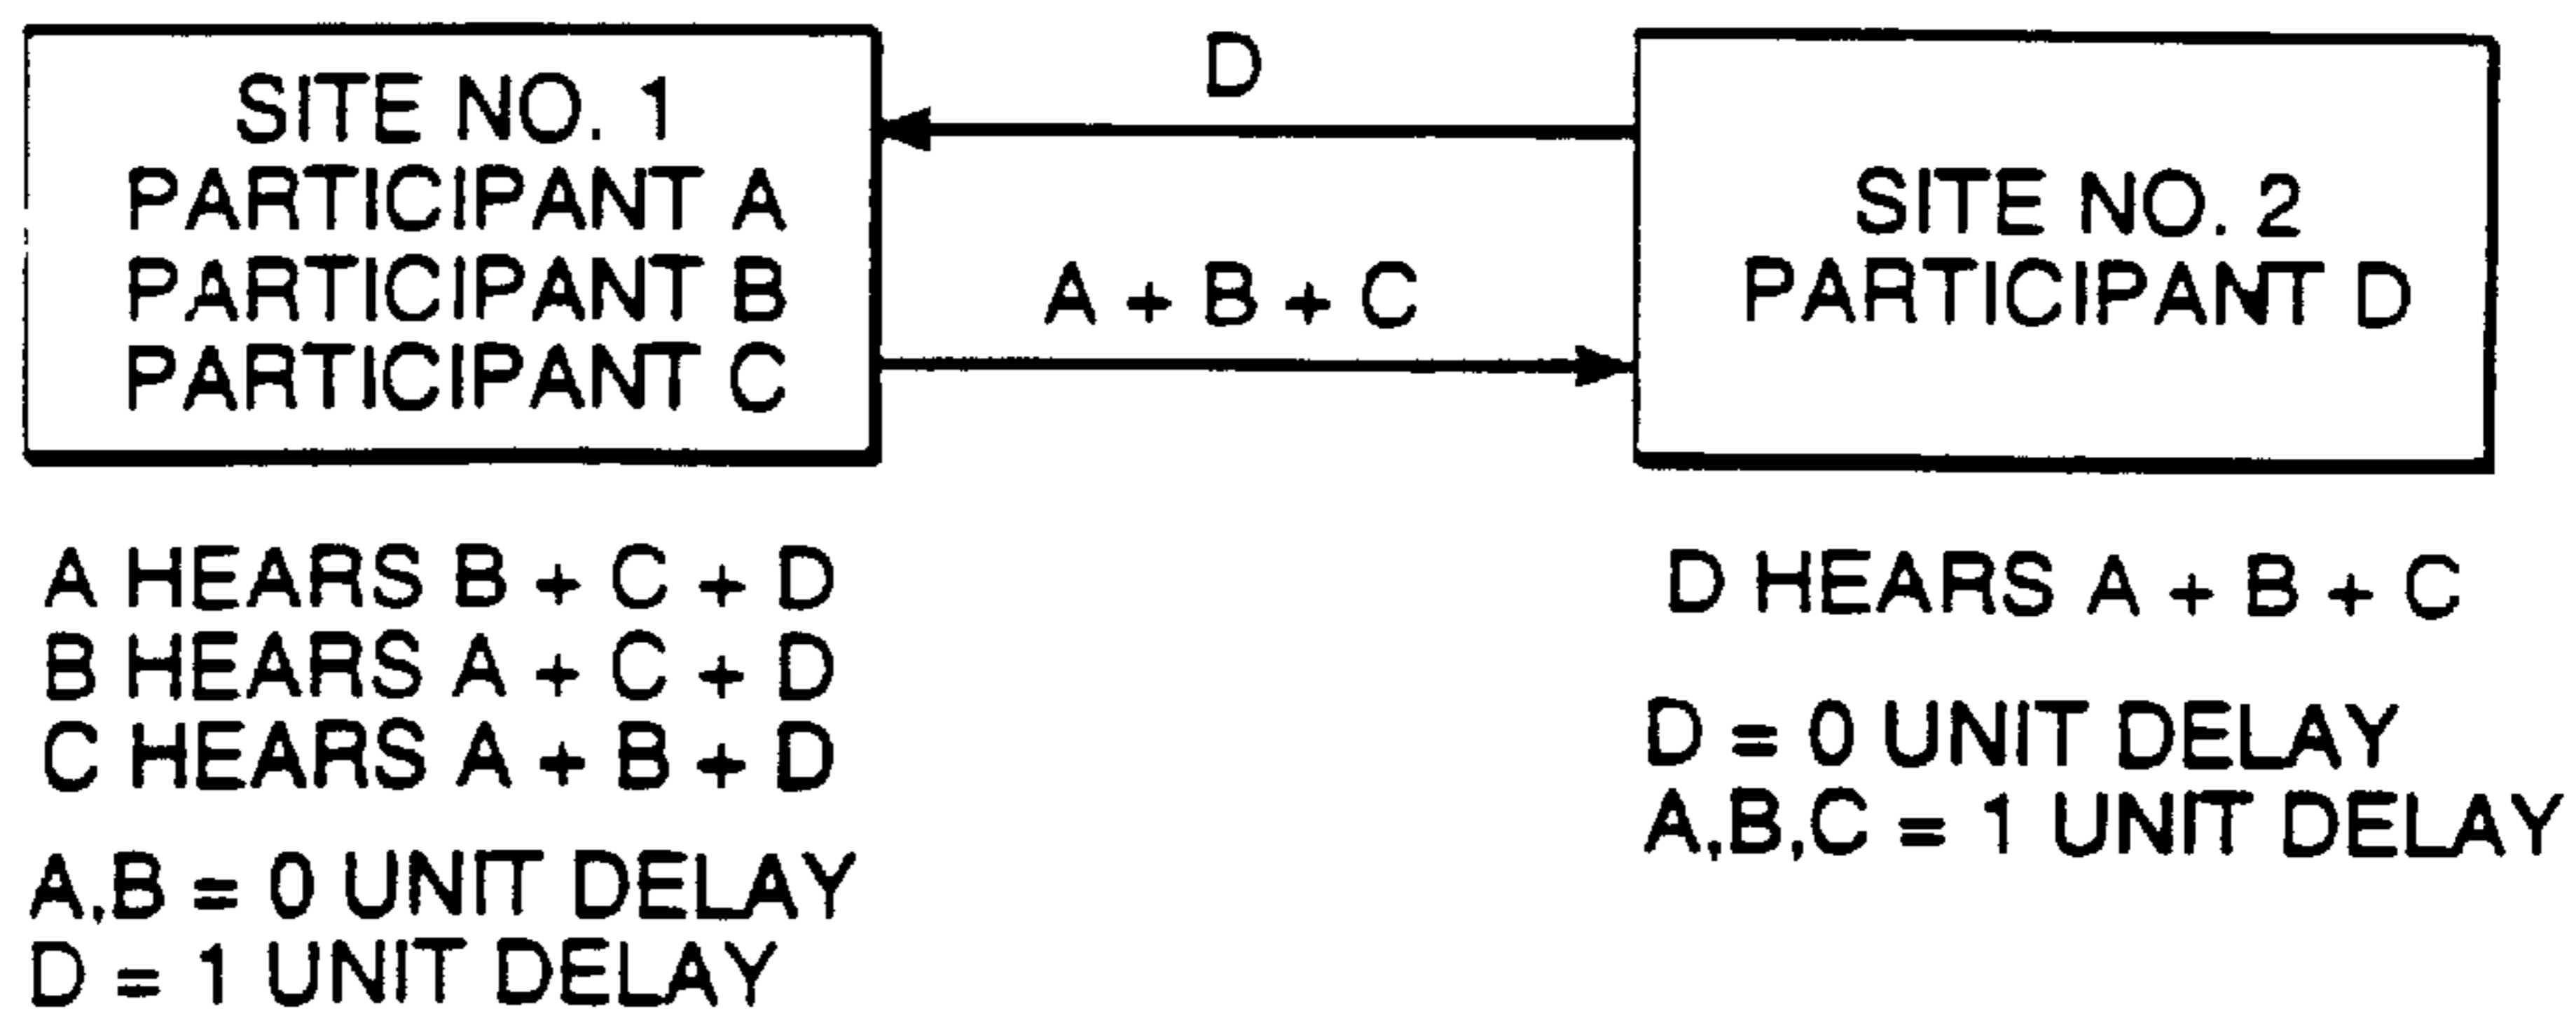 SITE NO. 1
PARTICIPANT A
PARTICIPANT B
PARTICIPANT C
D
A + B + C
SITE NO. 2
PARTICIPANT D
A HEARS B + C + D
B HEARS A + C + D
C HEARS A + B + D
A,B = 0 UNIT DELAY
D = 1 UNIT DELAY
D HEARS A + B + C
D = 0 UNIT DELAY
A,B,C = 1 UNIT DELAY